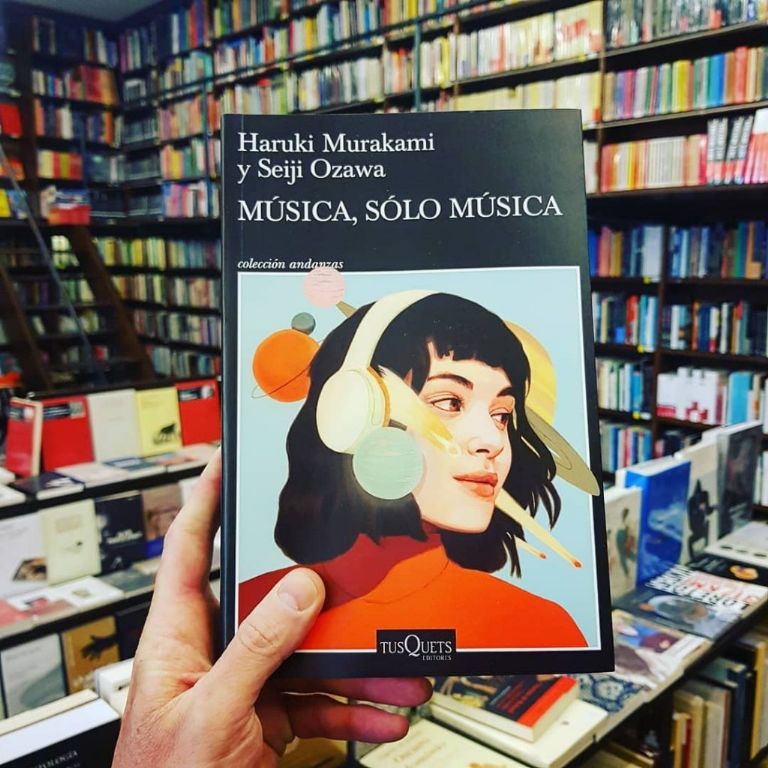 Haruki Murakami
y Seiji Ozawa
MÚSICA, SÓLO MÚSICA
colección andanzas
TUSQUETS
EDITORES